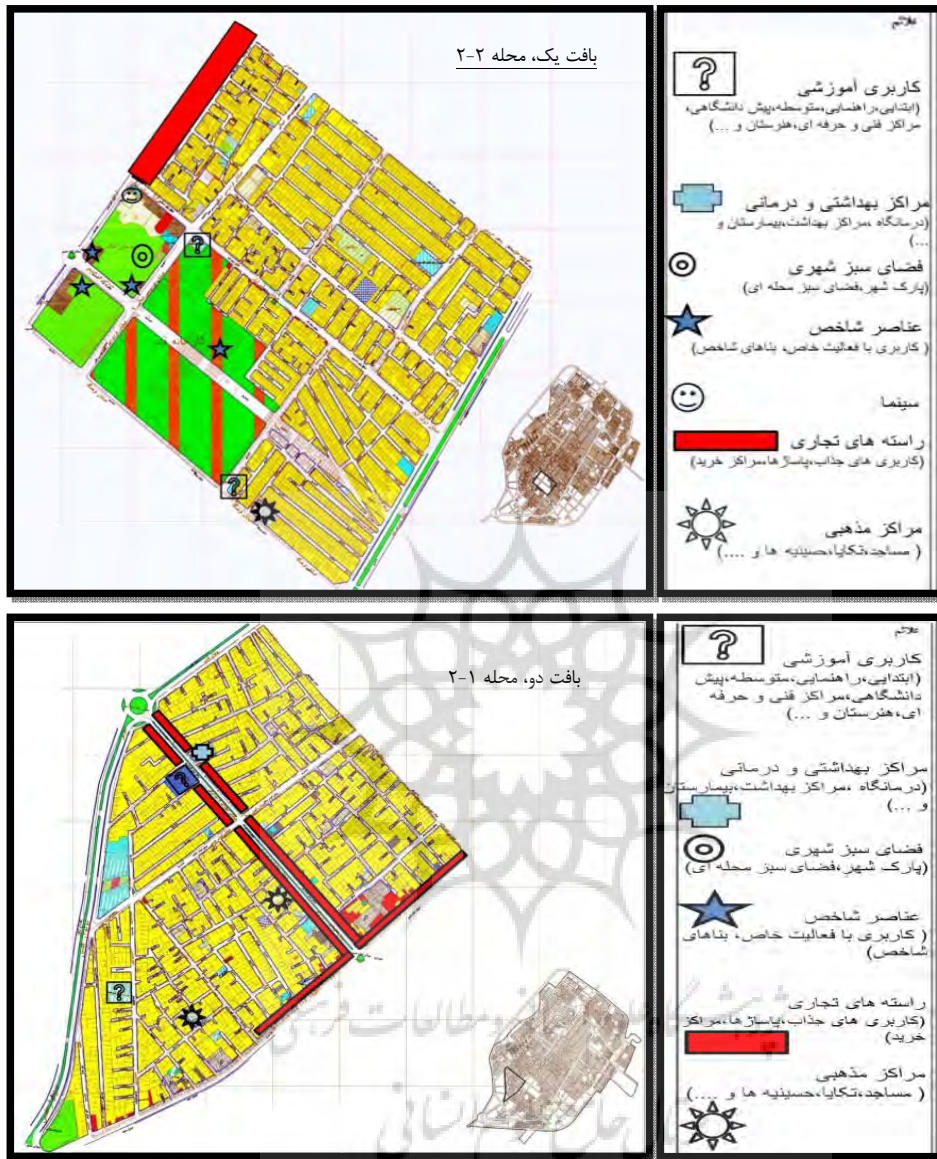 بافت یک، محله ۲-۲
علائم
کاربری آموزشی
(ابتدایی،راهنمایی،متوسطه،پیش دانشگاهی،
مراکز فنی و حرفه ای،هنرستان و ...)
مراکز بهداشتی و درمانی
(درمانگاه ،مراکز بهداشت،بیمارستان و
...)
فضای سبز شهری
(پارک شهر،فضای سبز محله ای)
عناصر شاخص
( کاربری با فعالیت خاص، بناهای شاخص)
سینما
راسته های تجاری
(کاربری های جذاب،پاساژها،مراکز خرید)
مراکز مذهبی
( مساجد،تکایا،حسینیه ها و ....)
بافت دو، محله ۱-۲
علائم
کاربری آموزشی
(ابتدایی،راهنمایی،متوسطه،پیش
دانشگاهی،مراکز فنی و حرفه
ای،هنرستان و ...)
مراکز بهداشتی و درمانی
(درمانگاه ،مراکز بهداشت،بیمارستان
و ...)
فضای سبز شهری
(پارک شهر،فضای سبز محله ای)
عناصر شاخص
( کاربری با فعالیت خاص، بناهای
شاخص)
راسته های تجاری
(کاربری های جذاب،پاساژها،مراکز
خرید)
مراکز مذهبی
( مساجد،تکایا،حسینیه ها و ....)